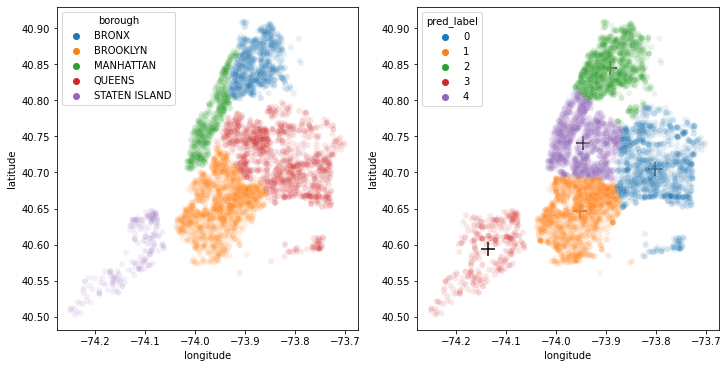 borough
BRONX
BROOKLYN
MANHATTAN
QUEENS
STATEN ISLAND
40.90
40.85
40.80
40.75
40.70
40.65
40.60
40.55
40.50
latitude
−74.2 −74.1 −74.0 −73.9 −73.8 −73.7
longitude
pred_label
0
1
2
3
4
40.90
40.85
40.80
40.75
40.70
40.65
40.60
40.55
40.50
latitude
−74.2 −74.1 −74.0 −73.9 −73.8 −73.7
longitude